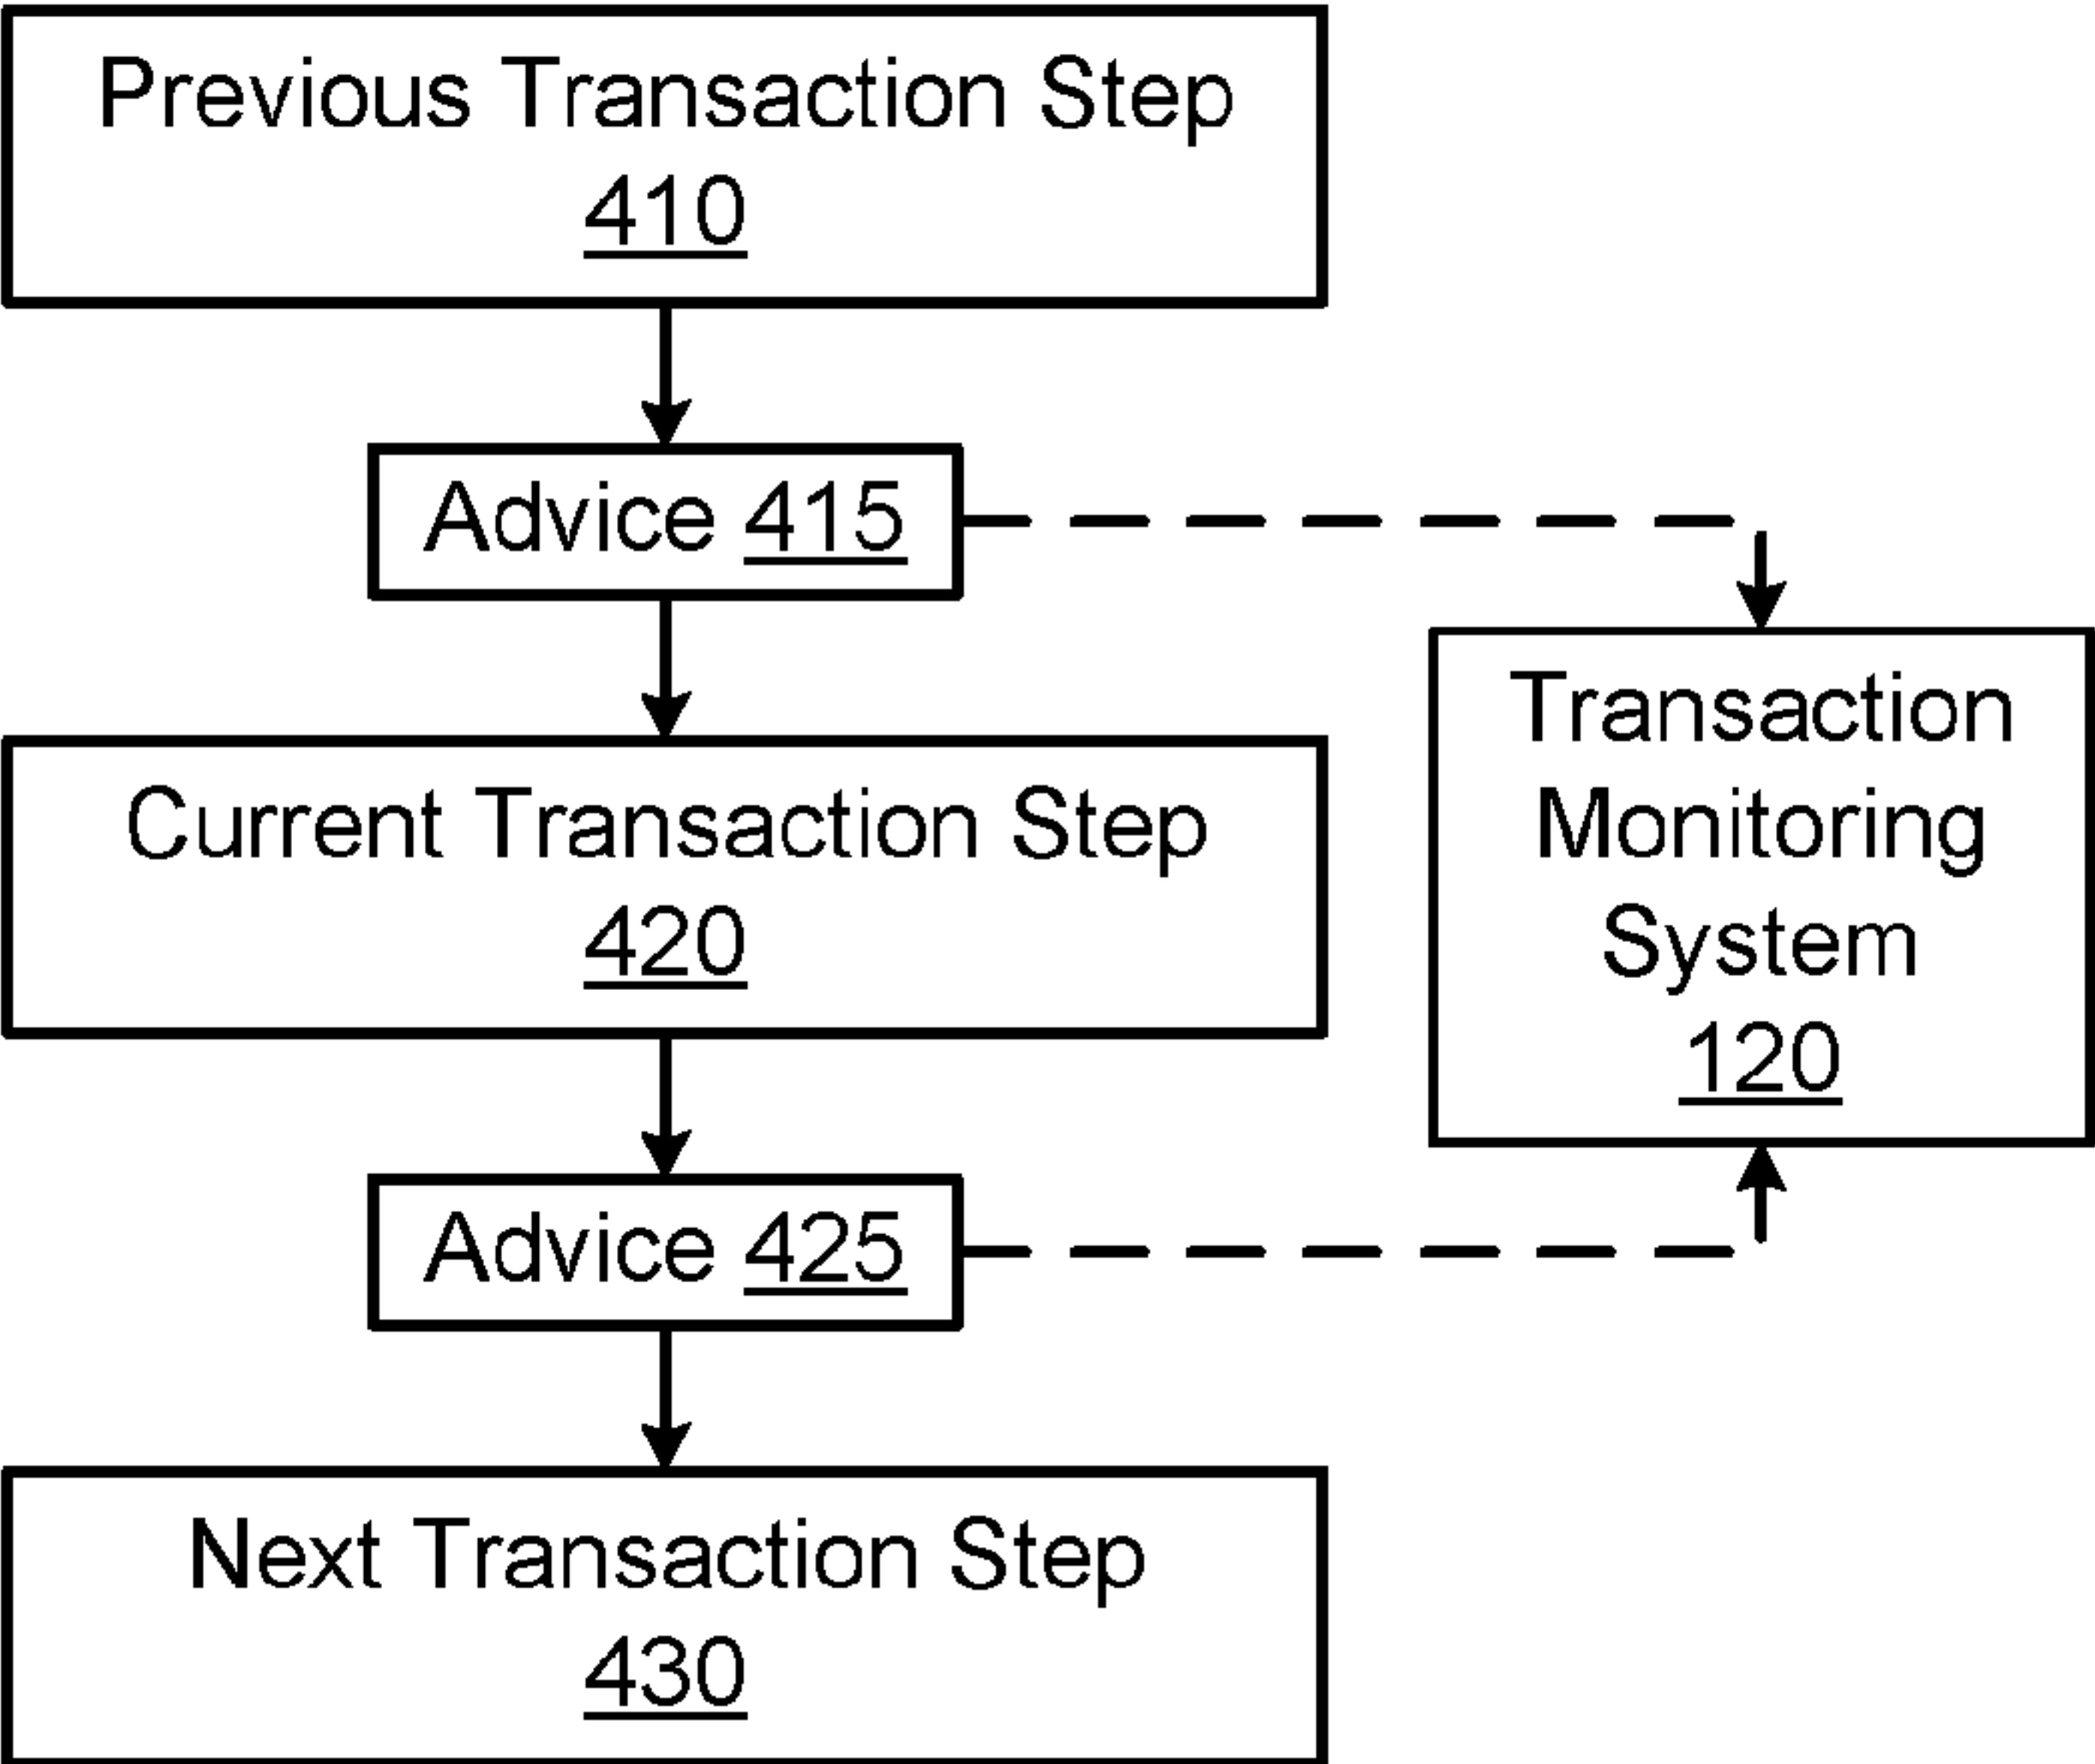 Previous Transaction Step
410
Advice 415
Current Transaction Step
420
Advice 425
Next Transaction Step
430
Transaction
Monitoring
System
120